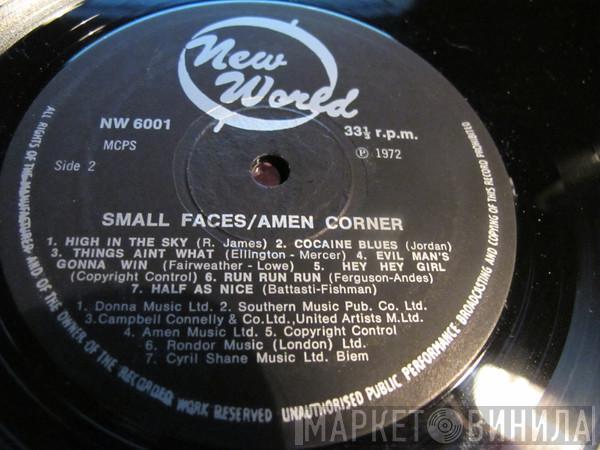 New
World
NW 6001
MCPS
Side 2
33⅓ r.p.m.
℗ 1972
SMALL FACES/AMEN CORNER
1. HIGH IN THE SKY (R. James) 2. COCAINE BLUES (Jordan)
3. THINGS AINT WHAT (Ellington - Mercer) 4. EVIL MAN'S
GONNA WIN (Fairweather - Lowe) 5. HEY HEY GIRL
(Copyright Control) 6. RUN RUN RUN (Ferguson-Andes)
7. HALF AS NICE (Battasti-Fishman)
1. Donna Music Ltd. 2. Southern Music Pub. Co. Ltd.
3.Campbell Connelly & Co.Ltd., United Artists M.Ltd.
4. Amen Music Ltd. 5. Copyright Control
6. Rondor Music (London) Ltd.
7. Cyril Shane Music Ltd. Biem
ALL RIGHTS OF THE MANUFACTURER AND OF THE OWNER OF THE RECORDED WORK RESERVED UNAUTHORISED PUBLIC PERFORMANCE BROADCASTING AND COPYING OF THIS RECORD PROHIBITED
МАРКЕТ ВИНИЛА